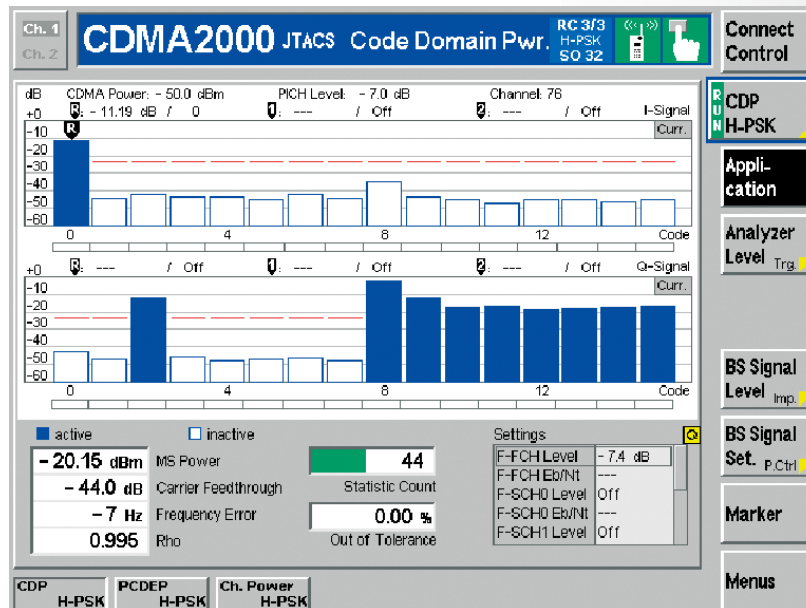 Ch. 1
Ch. 2
CDMA2000 JTACS Code Domain Pwr.
RC 3/3
H-PSK
SO 32
Connect
Control
dB CDMA Power: - 50.0 dBm PICH Level: - 7.0 dB Channel: 76
+0 R: - 11.19 dB / 0 1: --- / Off 2: --- / Off I-Signal
R
Curr.
-10
-20
-30
-40
-50
-60
0 4 8 12 Code
+0 R: --- / Off 1: --- / Off 2: --- / Off Q-Signal
Curr.
-10
-20
-30
-40
-50
-60
0 4 8 12 Code
active inactive
- 20.15 dBm MS Power
- 44.0 dB Carrier Feedthrough
- 7 Hz Frequency Error
0.995 Rho
44
Statistic Count
0.00 %
Out of Tolerance
Settings Q
F-FCH Level - 7.4 dB
F-FCH Eb/Nt ---
F-SCH0 Level Off
F-SCH0 Eb/Nt ---
F-SCH1 Level Off
RUN
CDP
H-PSK
Appli-
cation
Analyzer
Level Trg.
BS Signal
Level Imp.
BS Signal
Set. P.Ctrl
Marker
Menus
CDP
H-PSK
PCDEP
H-PSK
Ch. Power
H-PSK